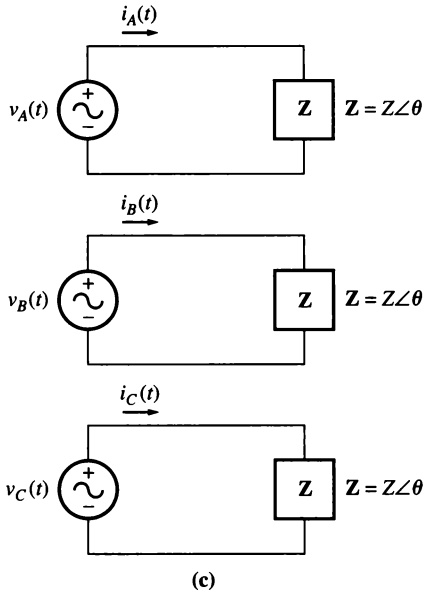 i_A(t)
+
v_A(t)
−
Z
Z = Z∠θ
i_B(t)
+
v_B(t)
−
Z
Z = Z∠θ
i_C(t)
+
v_C(t)
−
Z
Z = Z∠θ
(c)